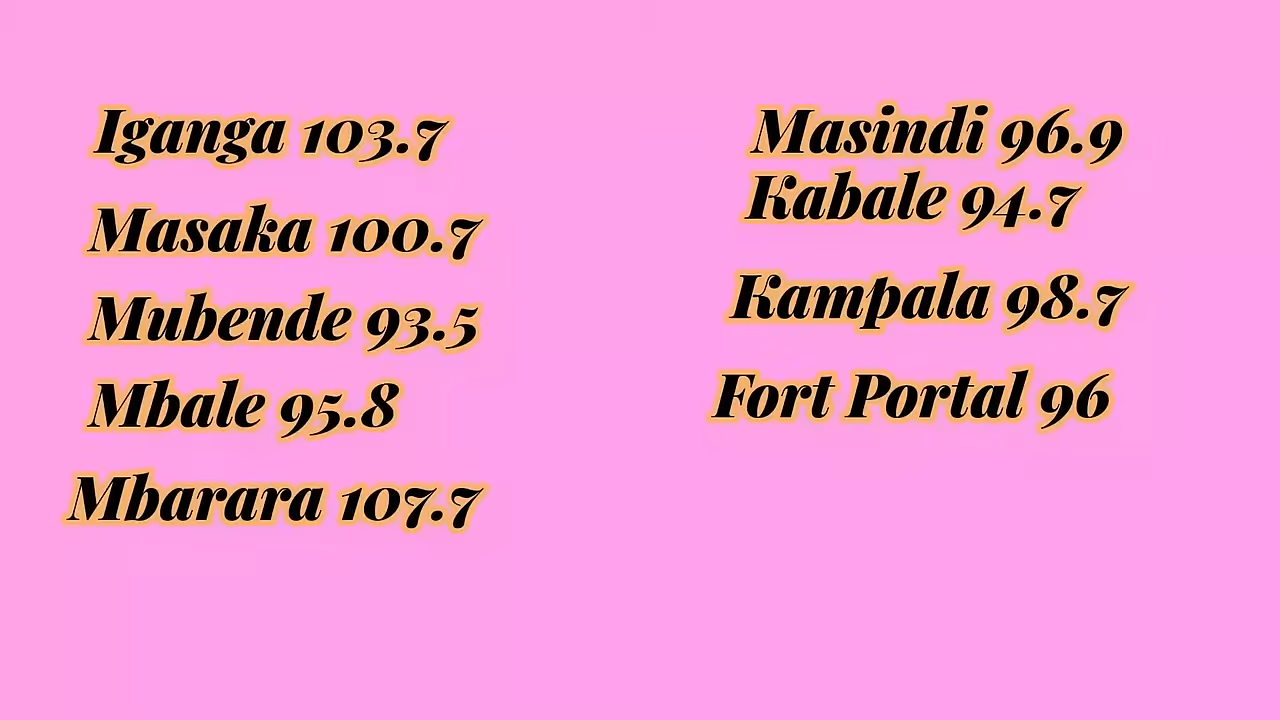 Iganga 103.7
Masaka 100.7
Mubende 93.5
Mbale 95.8
Mbarara 107.7
Masindi 96.9
Kabale 94.7
Kampala 98.7
Fort Portal 96